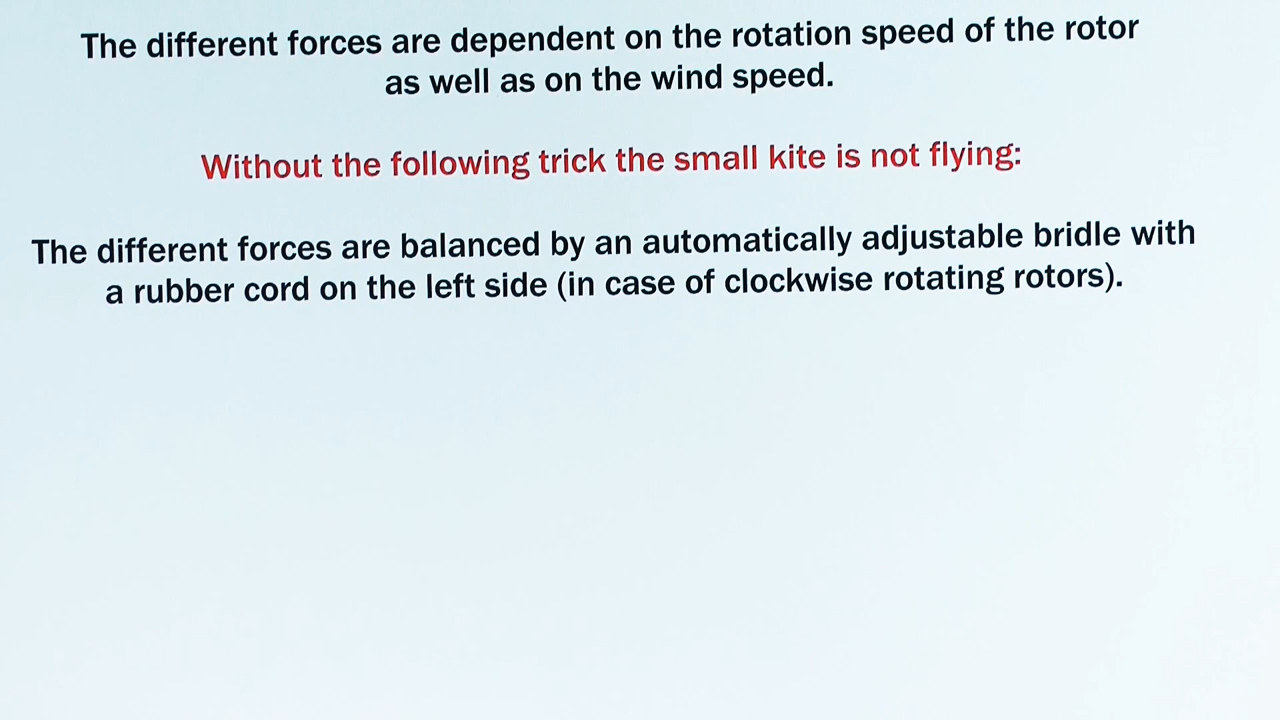 The different forces are dependent on the rotation speed of the rotor
as well as on the wind speed.
Without the following trick the small kite is not flying:
The different forces are balanced by an automatically adjustable bridle with
a rubber cord on the left side (in case of clockwise rotating rotors).